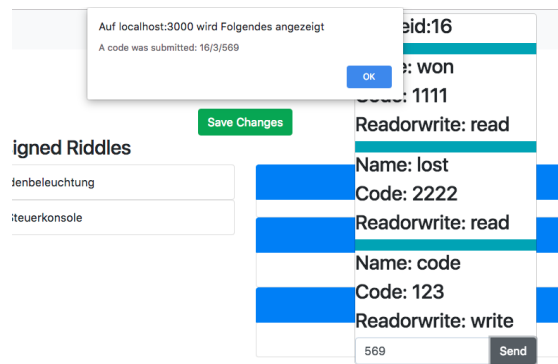 Auf localhost:3000 wird Folgendes angezeigt
A code was submitted: 16/3/569
OK
eid:16
: won
Code: 1111
Readorwrite: read
Name: lost
Code: 2222
Readorwrite: read
Name: code
Code: 123
Readorwrite: write
569
Send
Save Changes
igned Riddles
denbeleuchtung
Steuerkonsole